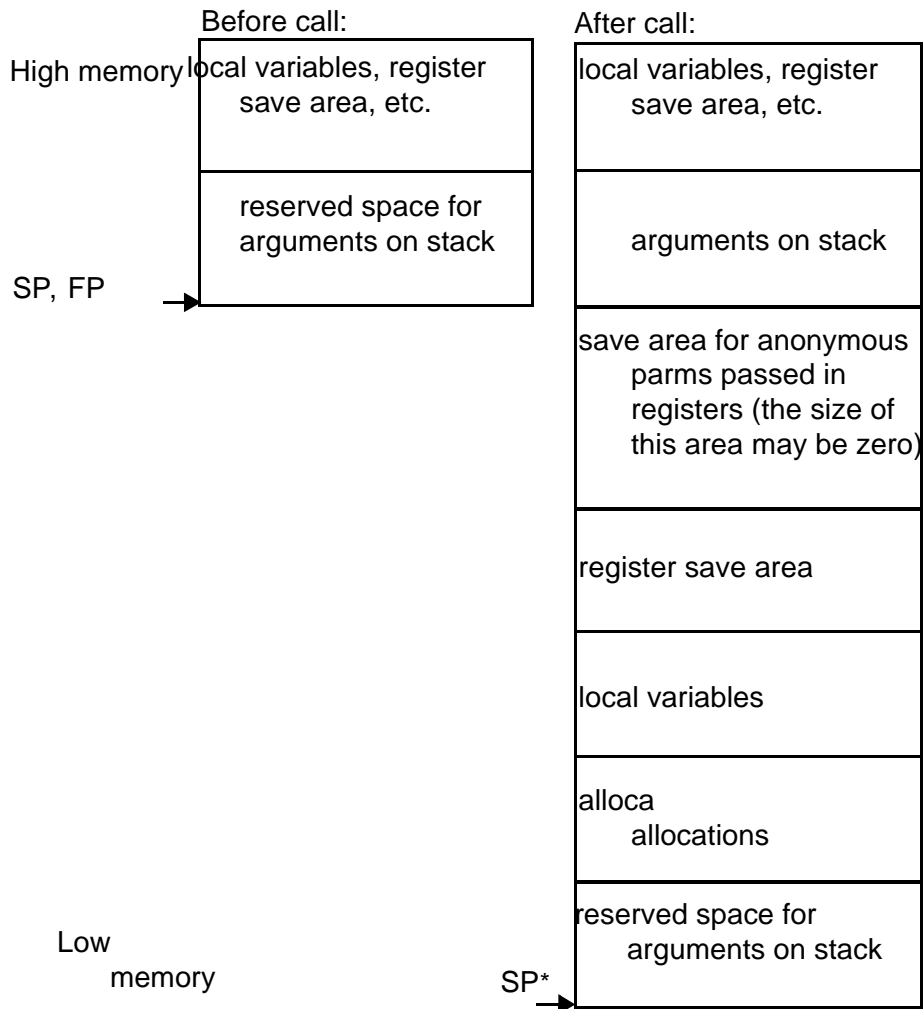 Before call:
After call:
High memory
local variables, register
save area, etc.
local variables, register
save area, etc.
reserved space for
arguments on stack
arguments on stack
SP, FP
save area for anonymous
parms passed in
registers (the size of
this area may be zero)
register save area
local variables
alloca
allocations
reserved space for
arguments on stack
Low
memory
SP*